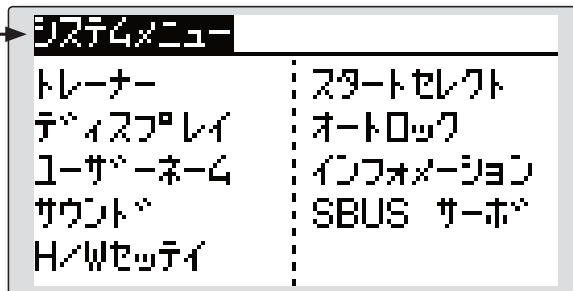 システムメニュー
トレーナー
ディスプレイ
ユーザーネーム
サウンド
H/Wセッテイ
スタートセレクト
オートロック
インフォメーション
SBUS サーボ